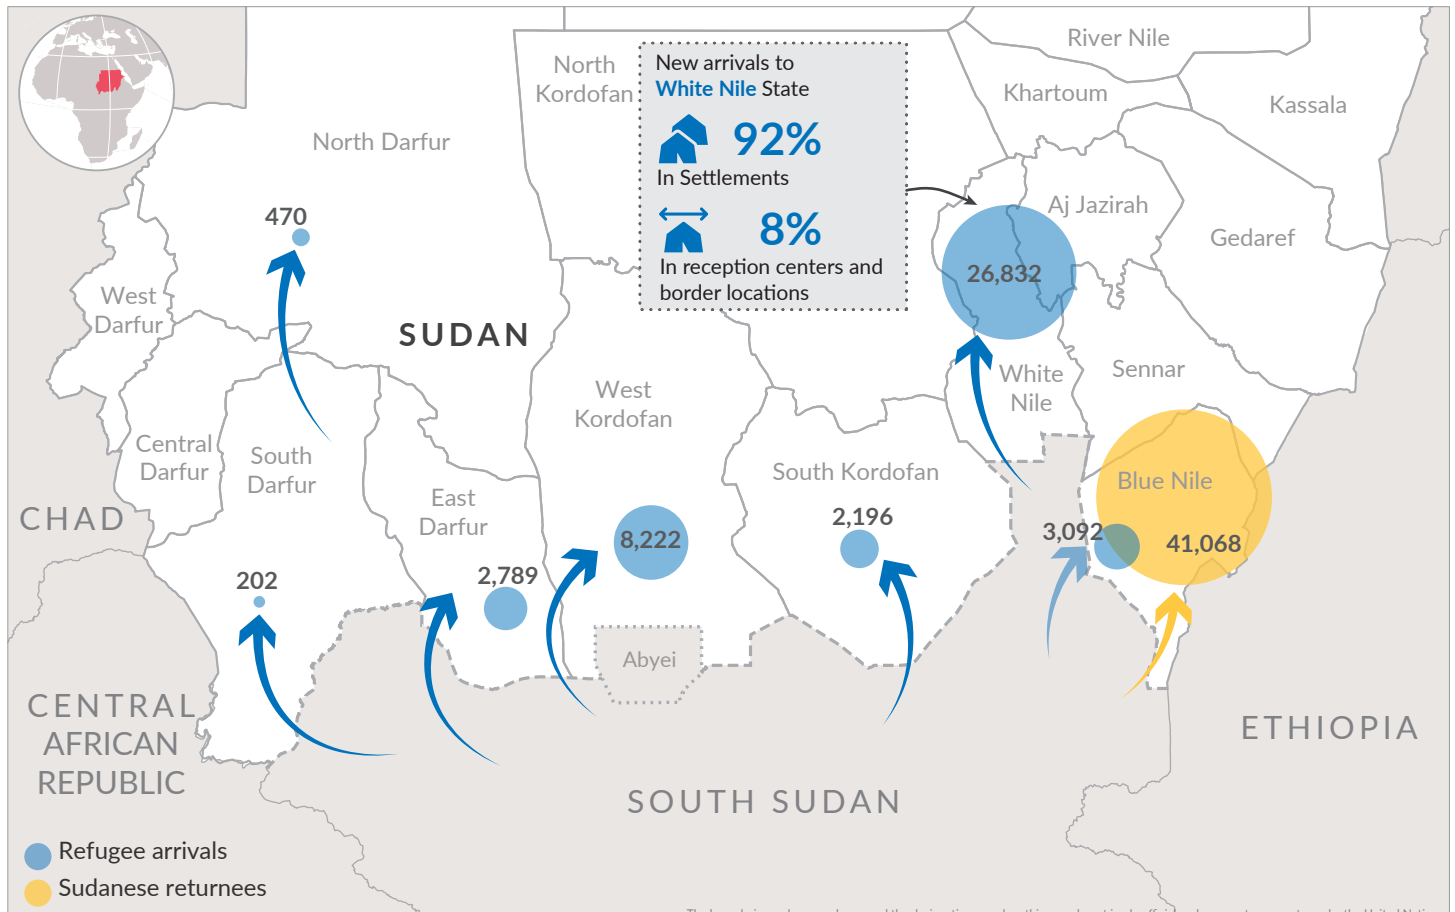 River Nile
North
Kordofan
New arrivals to
White Nile State
Khartoum
Kassala
North Darfur
92%
In Settlements
470
Aj Jazirah
8%
Gedaref
In reception centers and
border locations
26,832
West
Darfur
SUDAN
West
Kordofan
White
Nile
Sennar
Central
Darfur
South
Darfur
South Kordofan
Blue Nile
East
Darfur
CHAD
2,196
3,092
41,068
8,222
202
2,789
Abyei
CENTRAL
AFRICAN
REPUBLIC
ETHIOPIA
SOUTH SUDAN
Refugee arrivals
Sudanese returnees